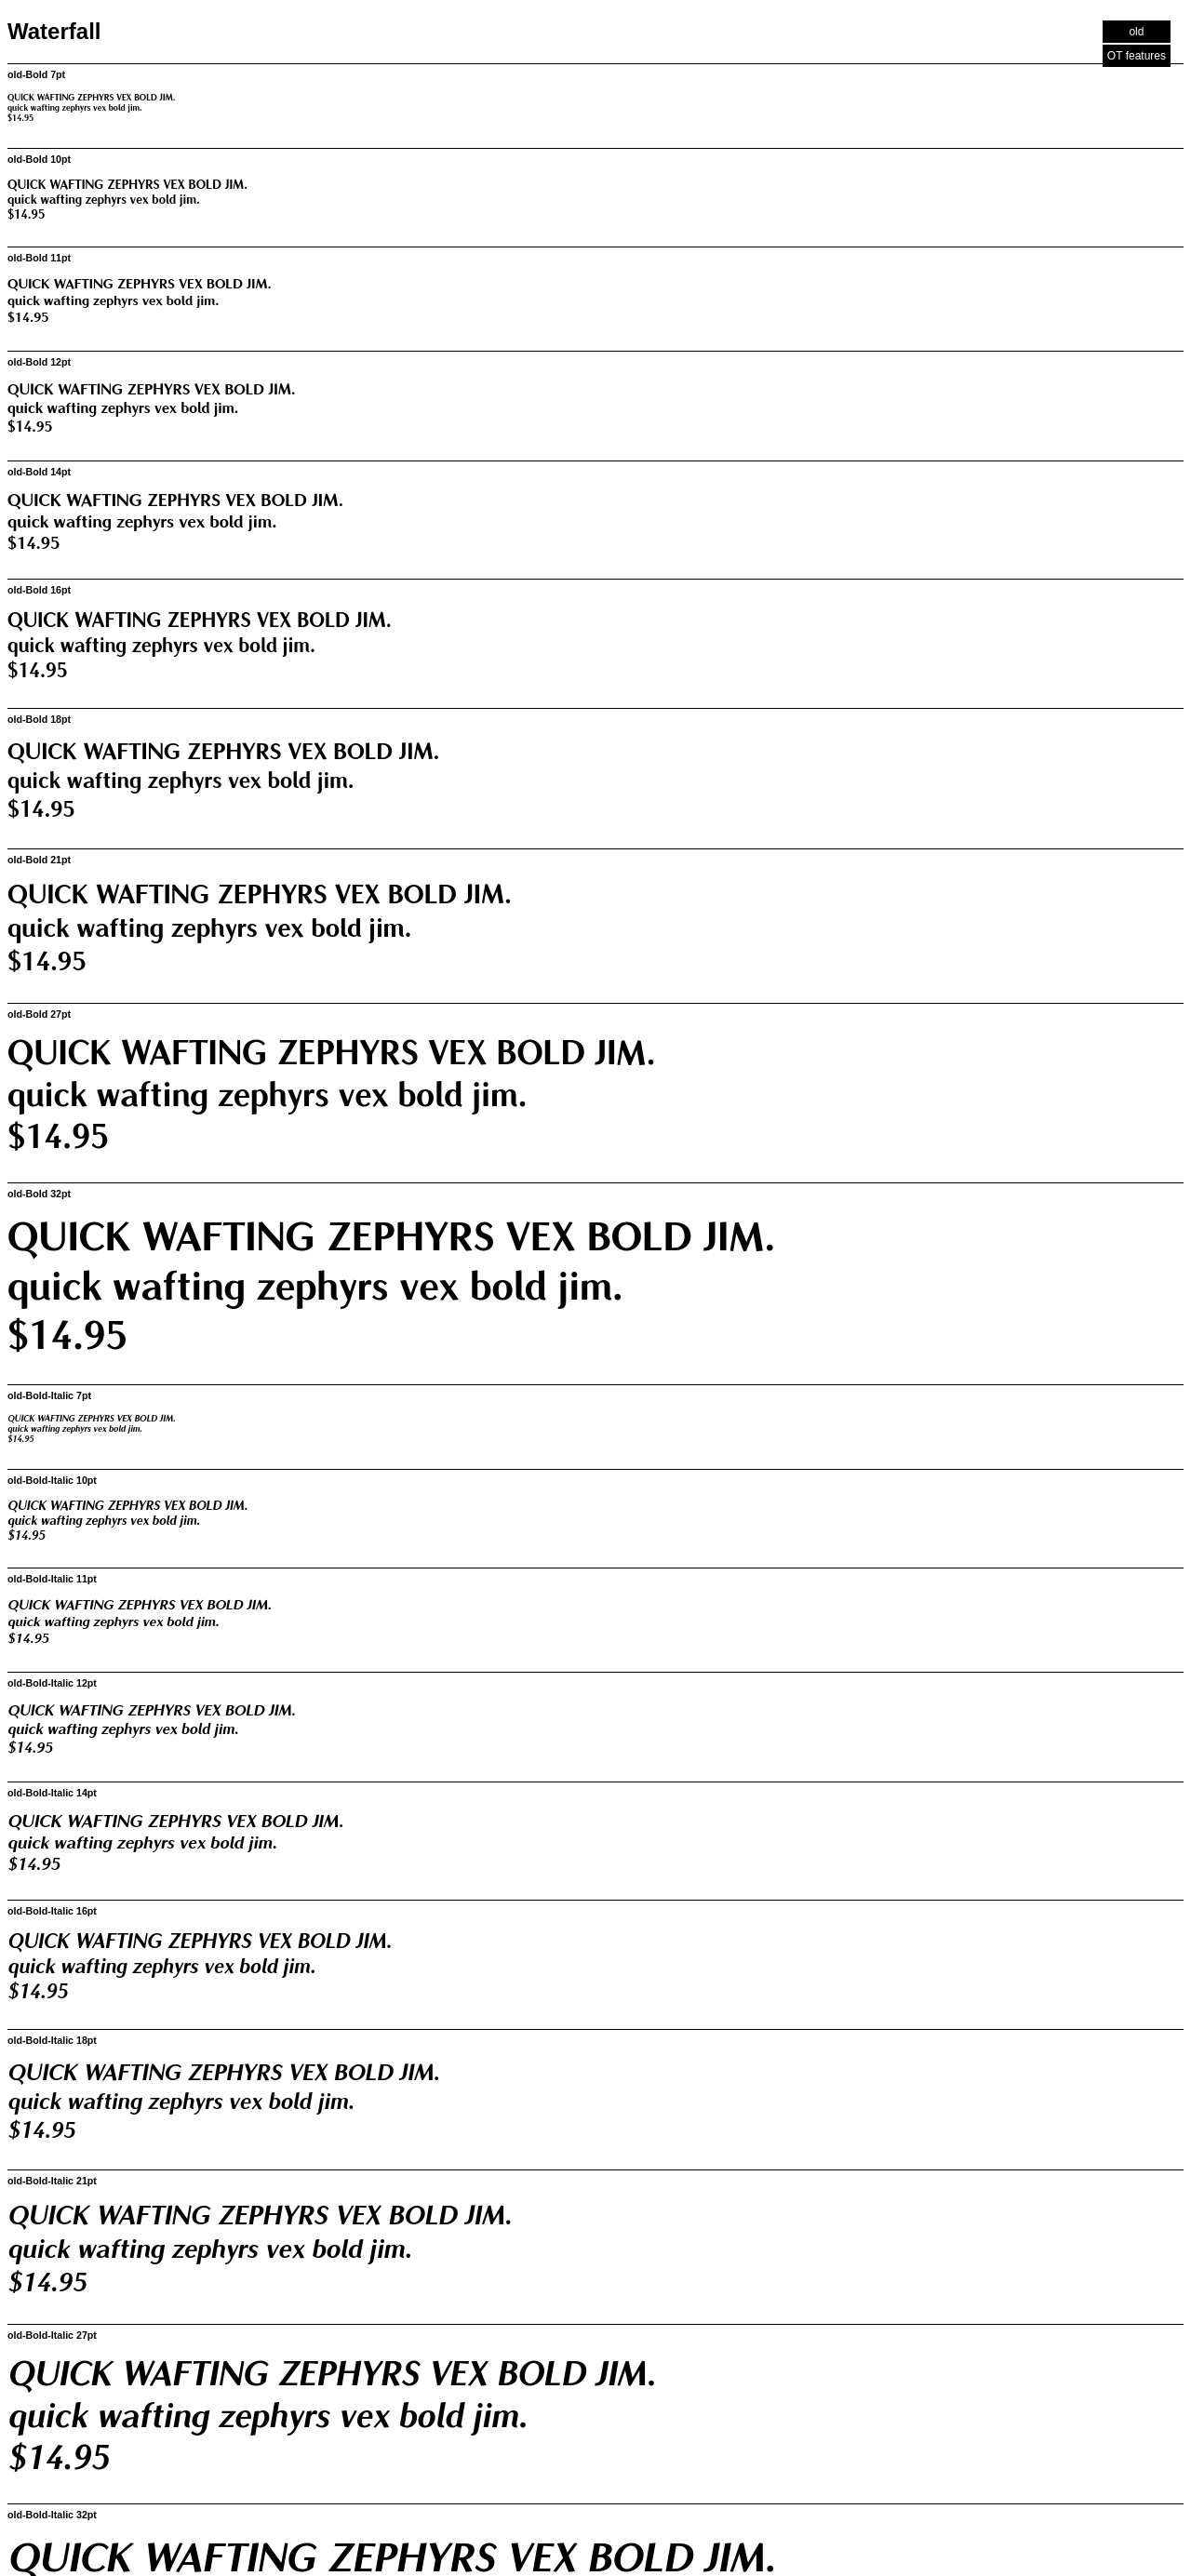 Waterfall
old
OT features
old-Bold 7pt
QUICK WAFTING ZEPHYRS VEX BOLD JIM.
quick wafting zephyrs vex bold jim.
$14.95
old-Bold 10pt
QUICK WAFTING ZEPHYRS VEX BOLD JIM.
quick wafting zephyrs vex bold jim.
$14.95
old-Bold 11pt
QUICK WAFTING ZEPHYRS VEX BOLD JIM.
quick wafting zephyrs vex bold jim.
$14.95
old-Bold 12pt
QUICK WAFTING ZEPHYRS VEX BOLD JIM.
quick wafting zephyrs vex bold jim.
$14.95
old-Bold 14pt
QUICK WAFTING ZEPHYRS VEX BOLD JIM.
quick wafting zephyrs vex bold jim.
$14.95
old-Bold 16pt
QUICK WAFTING ZEPHYRS VEX BOLD JIM.
quick wafting zephyrs vex bold jim.
$14.95
old-Bold 18pt
QUICK WAFTING ZEPHYRS VEX BOLD JIM.
quick wafting zephyrs vex bold jim.
$14.95
old-Bold 21pt
QUICK WAFTING ZEPHYRS VEX BOLD JIM.
quick wafting zephyrs vex bold jim.
$14.95
old-Bold 27pt
QUICK WAFTING ZEPHYRS VEX BOLD JIM.
quick wafting zephyrs vex bold jim.
$14.95
old-Bold 32pt
QUICK WAFTING ZEPHYRS VEX BOLD JIM.
quick wafting zephyrs vex bold jim.
$14.95
old-Bold-Italic 7pt
QUICK WAFTING ZEPHYRS VEX BOLD JIM.
quick wafting zephyrs vex bold jim.
$14.95
old-Bold-Italic 10pt
QUICK WAFTING ZEPHYRS VEX BOLD JIM.
quick wafting zephyrs vex bold jim.
$14.95
old-Bold-Italic 11pt
QUICK WAFTING ZEPHYRS VEX BOLD JIM.
quick wafting zephyrs vex bold jim.
$14.95
old-Bold-Italic 12pt
QUICK WAFTING ZEPHYRS VEX BOLD JIM.
quick wafting zephyrs vex bold jim.
$14.95
old-Bold-Italic 14pt
QUICK WAFTING ZEPHYRS VEX BOLD JIM.
quick wafting zephyrs vex bold jim.
$14.95
old-Bold-Italic 16pt
QUICK WAFTING ZEPHYRS VEX BOLD JIM.
quick wafting zephyrs vex bold jim.
$14.95
old-Bold-Italic 18pt
QUICK WAFTING ZEPHYRS VEX BOLD JIM.
quick wafting zephyrs vex bold jim.
$14.95
old-Bold-Italic 21pt
QUICK WAFTING ZEPHYRS VEX BOLD JIM.
quick wafting zephyrs vex bold jim.
$14.95
old-Bold-Italic 27pt
QUICK WAFTING ZEPHYRS VEX BOLD JIM.
quick wafting zephyrs vex bold jim.
$14.95
old-Bold-Italic 32pt
QUICK WAFTING ZEPHYRS VEX BOLD JIM.